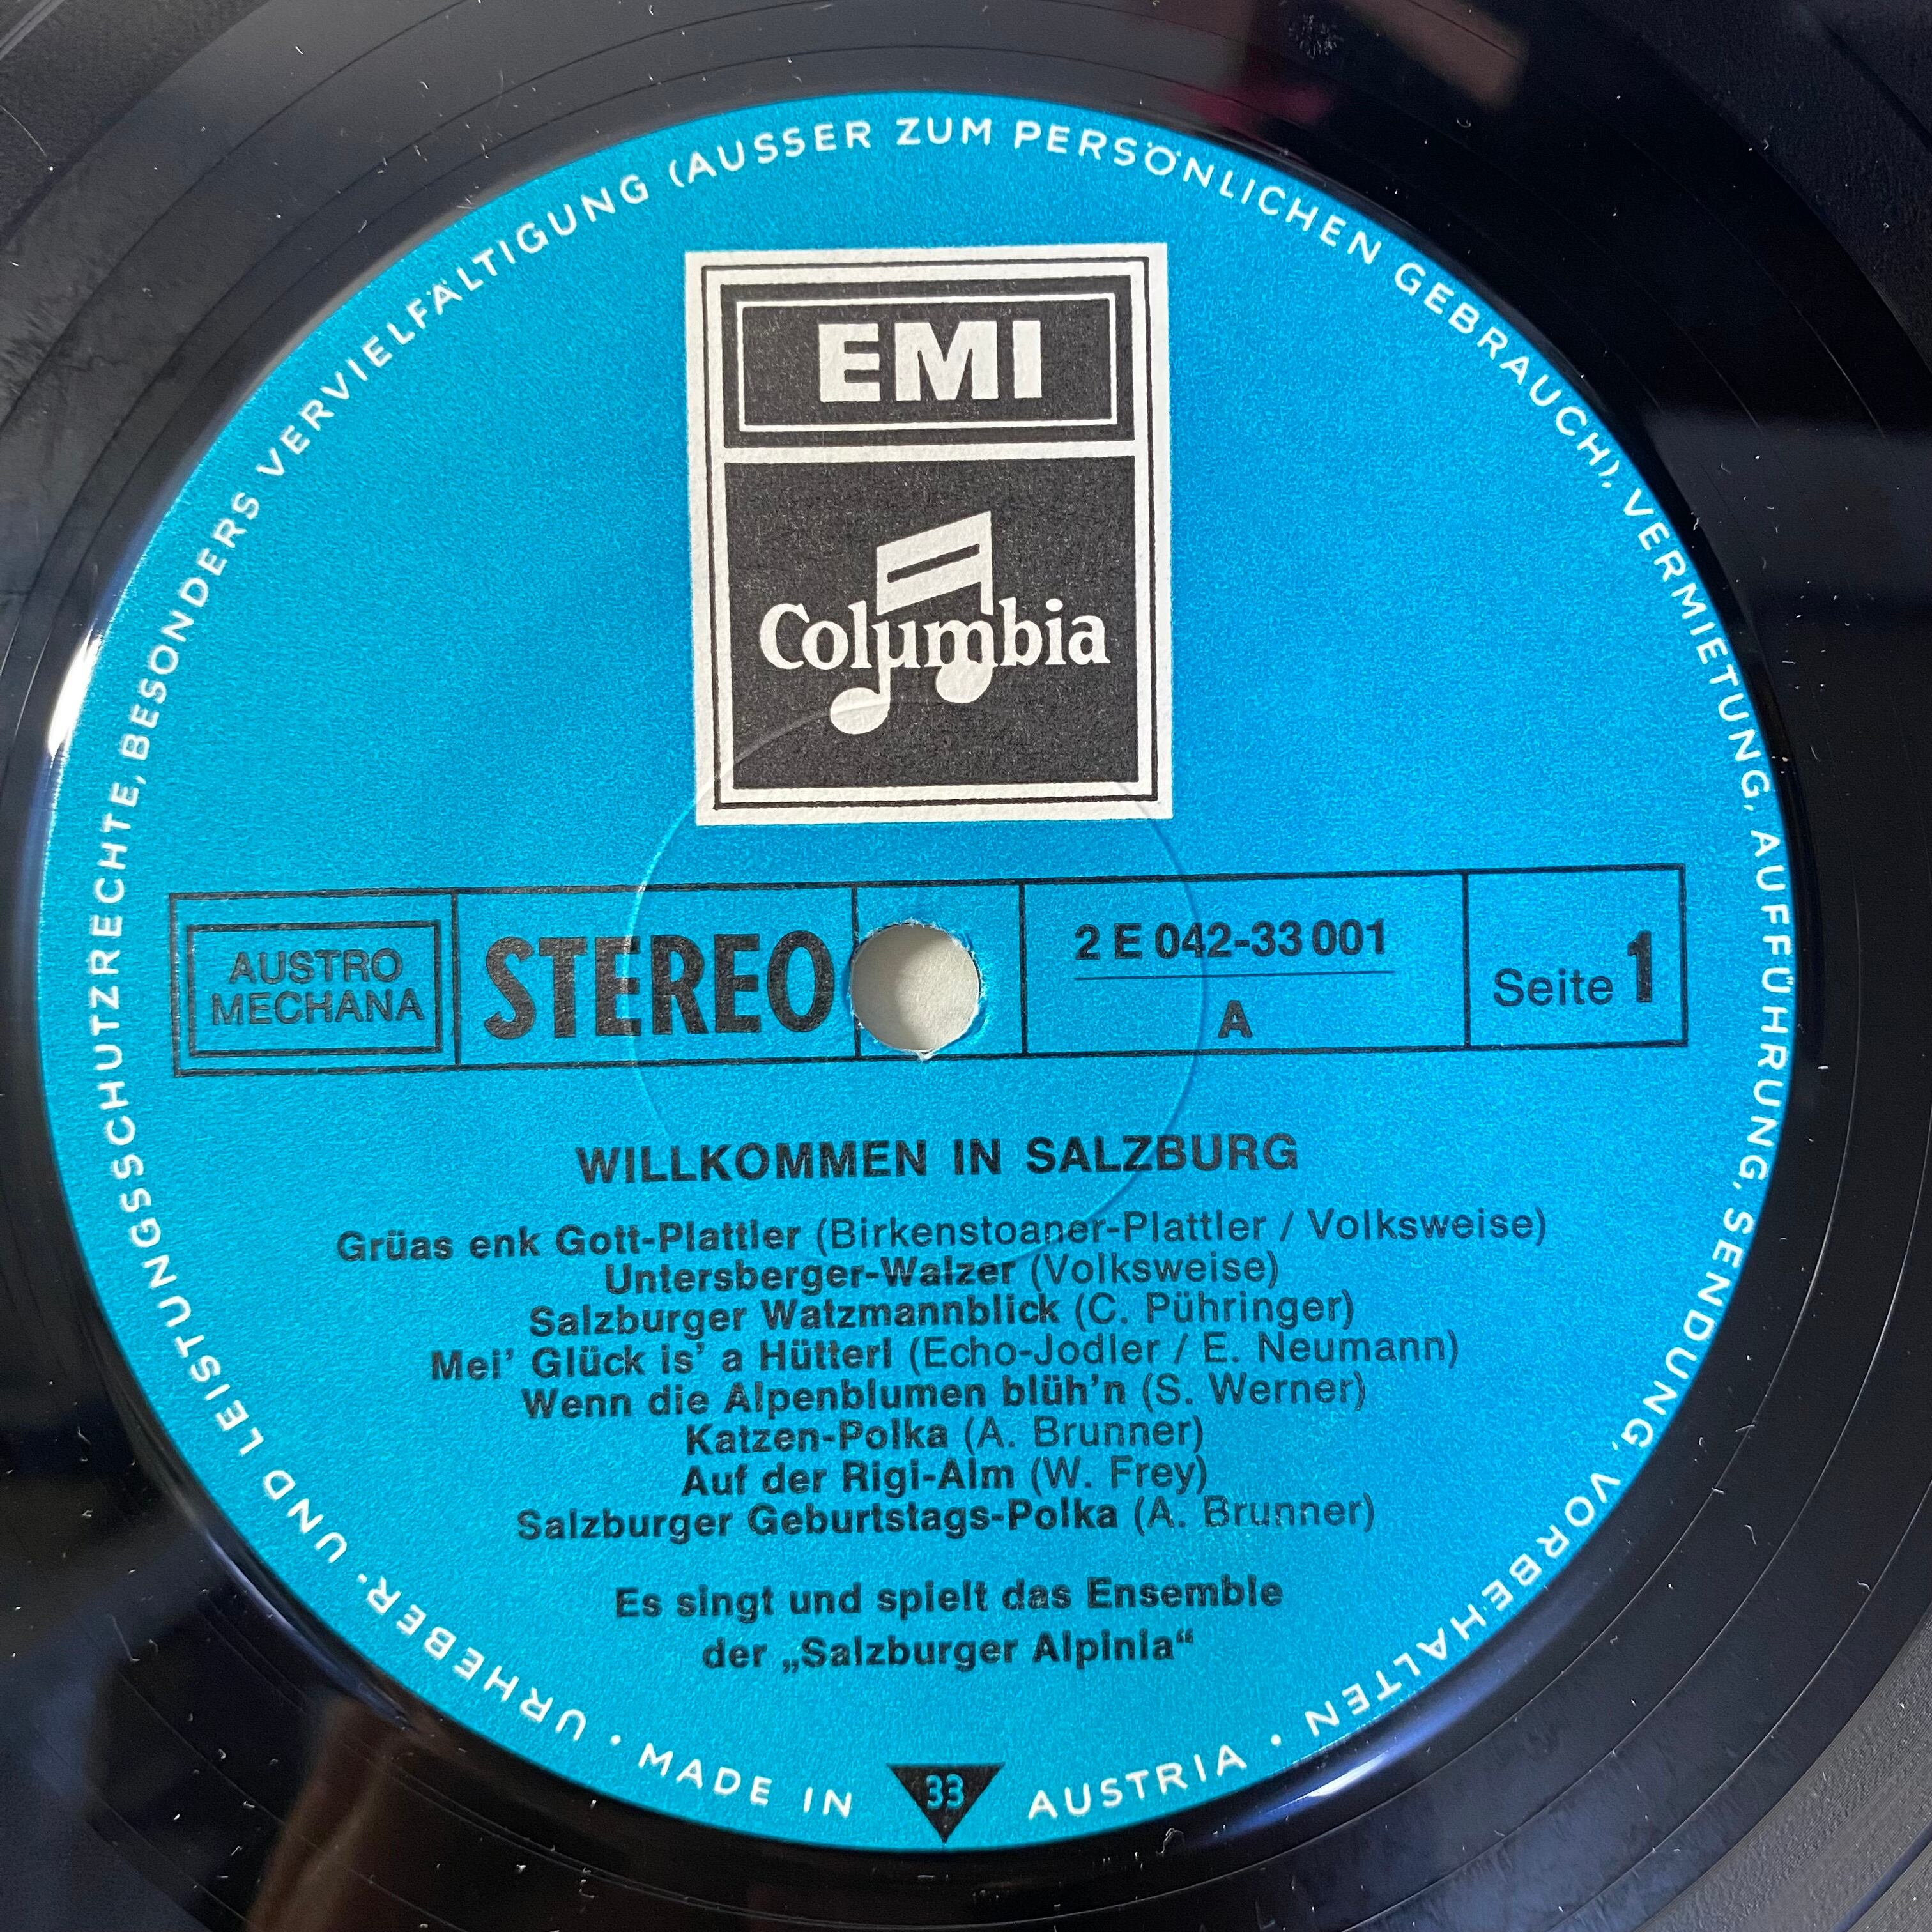 URHEBER- UND LEISTUNGSSCHUTZRECHTE, BESONDERS VERVIELFÄLTIGUNG (AUSSER ZUM PERSÖNLICHEN GEBRAUCH), VERMIETUNG, AUFFÜHRUNG, SENDUNG, VORBEHALTEN
EMI
Columbia
AUSTRO
MECHANA
STEREO
2 E 042-33 001
A
Seite 1
WILLKOMMEN IN SALZBURG
Grüas enk Gott-Plattler (Birkenstoaner-Plattler / Volksweise)
Untersberger-Walzer (Volksweise)
Salzburger Watzmannblick (C. Pühringer)
Mei' Glück is' a Hütterl (Echo-Jodler / E. Neumann)
Wenn die Alpenblumen blüh'n (S. Werner)
Katzen-Polka (A. Brunner)
Auf der Rigi-Alm (W. Frey)
Salzburger Geburtstags-Polka (A. Brunner)
Es singt und spielt das Ensemble
der „Salzburger Alpinia“
• MADE IN 33 AUSTRIA •